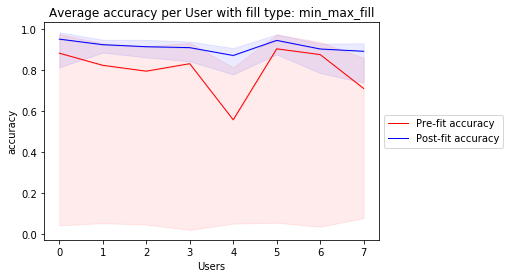 Average accuracy per User with fill type: min_max_fill
1.0
0.8
0.6
0.4
0.2
0.0
accuracy
0 1 2 3 4 5 6 7
Users
Pre-fit accuracy
Post-fit accuracy